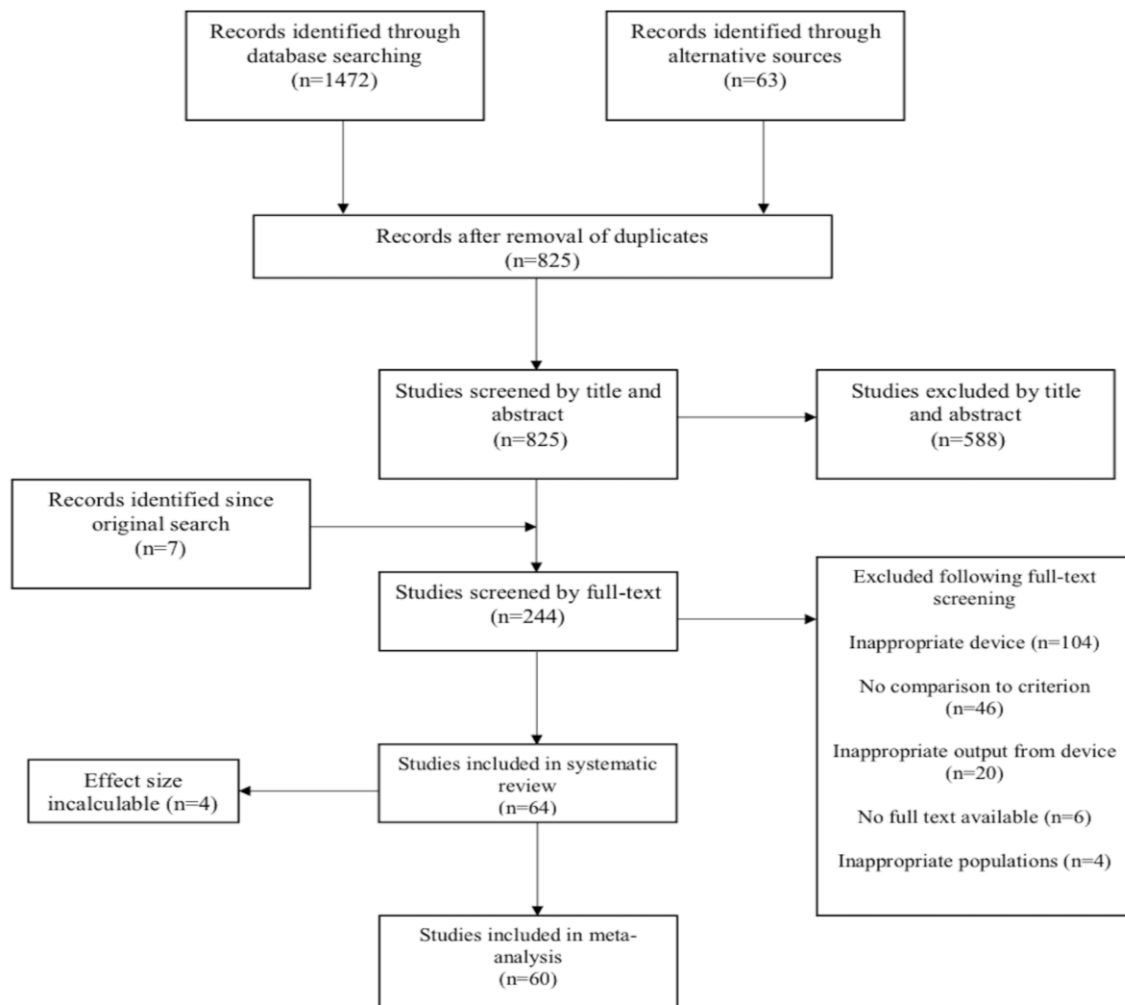 Records identified through
database searching
(n=1472)
Records identified through
alternative sources
(n=63)
Records after removal of duplicates
(n=825)
Studies screened by title and
abstract
(n=825)
Studies excluded by title
and abstract
(n=588)
Records identified since
original search
(n=7)
Studies screened by full-text
(n=244)
Excluded following full-text
screening
Inappropriate device (n=104)
No comparison to criterion
(n=46)
Inappropriate output from device
(n=20)
No full text available (n=6)
Inappropriate populations (n=4)
Studies included in systematic
review
(n=64)
Effect size
incalculable (n=4)
Studies included in meta-
analysis
(n=60)